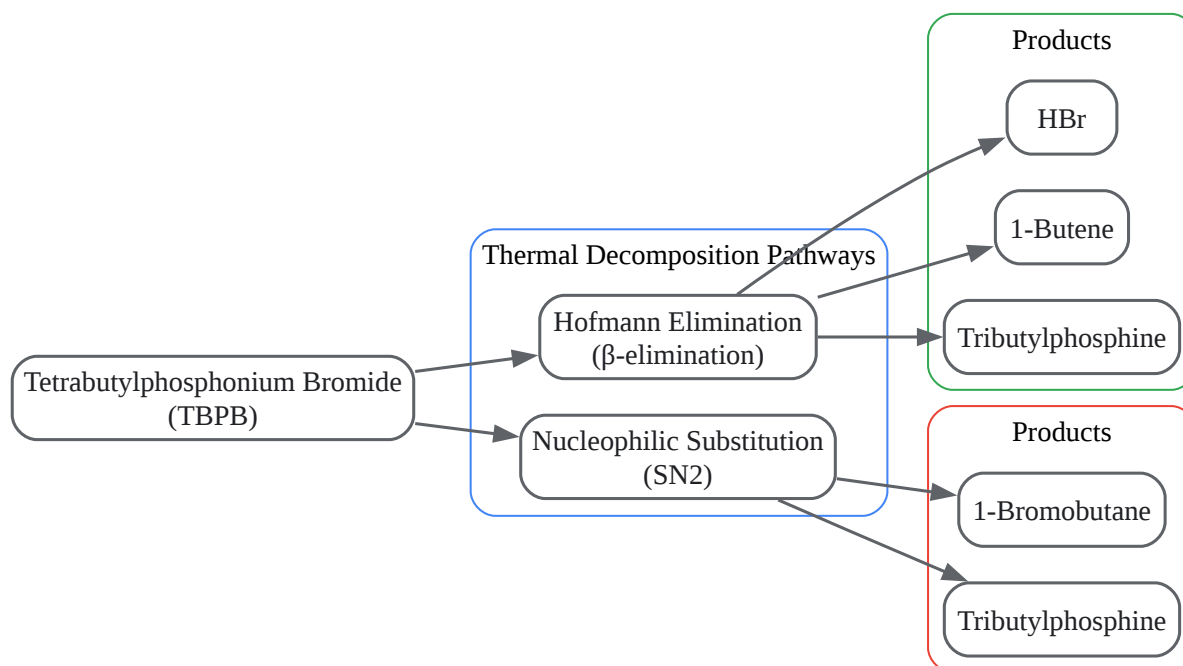 Tetrabutylphosphonium Bromide
(TBPB)
Thermal Decomposition Pathways
Hofmann Elimination
(β-elimination)
Nucleophilic Substitution
(SN2)
Products
HBr
1-Butene
Tributylphosphine
Products
1-Bromobutane
Tributylphosphine